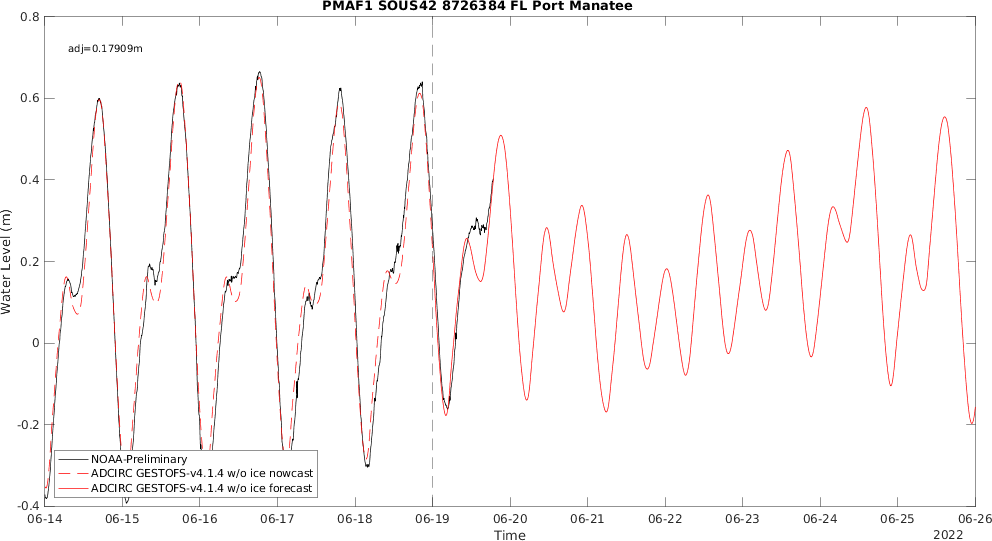 PMAF1 SOUS42 8726384 FL Port Manatee
adj=0.17909m
Water Level (m)
0.8
0.6
0.4
0.2
0
-0.2
-0.4
NOAA-Preliminary
ADCIRC GESTOFS-v4.1.4 w/o ice nowcast
ADCIRC GESTOFS-v4.1.4 w/o ice forecast
06-14 06-15 06-16 06-17 06-18 06-19 06-20 06-21 06-22 06-23 06-24 06-25 06-26
Time
2022